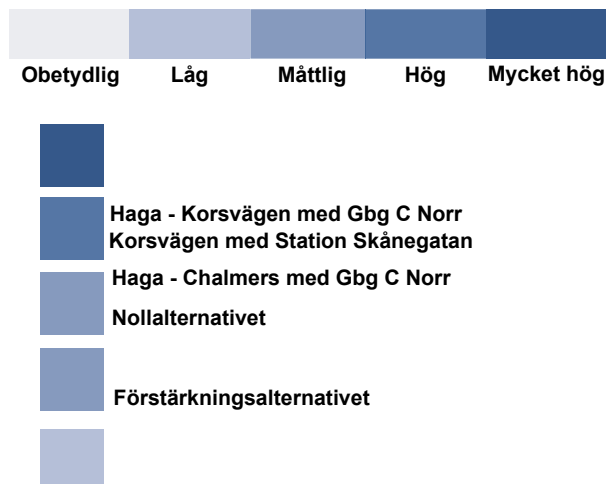 Obetydlig Låg Måttlig Hög Mycket hög
Haga - Korsvägen med Gbg C Norr
Korsvägen med Station Skånegatan
Haga - Chalmers med Gbg C Norr
Nollalternativet
Förstärkningsalternativet